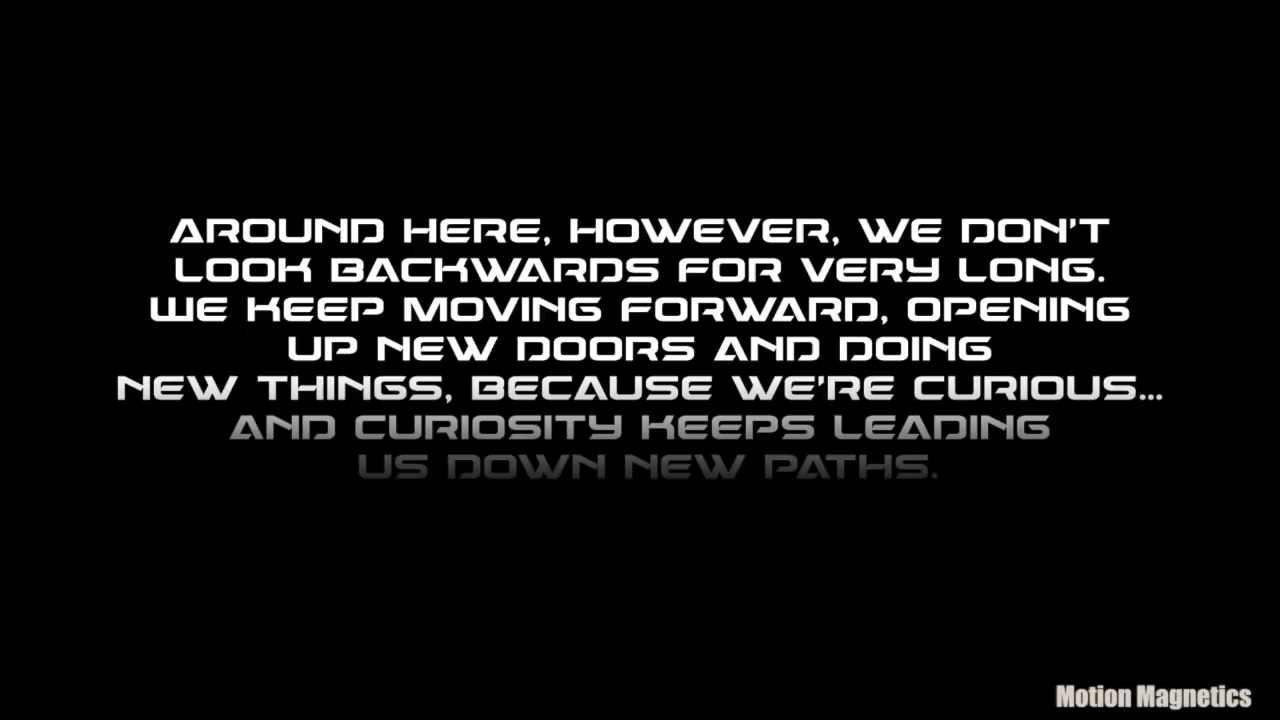 AROUND HERE, HOWEVER, WE DON'T
LOOK BACKWARDS FOR VERY LONG.
WE KEEP MOVING FORWARD, OPENING
UP NEW DOORS AND DOING
NEW THINGS, BECAUSE WE'RE CURIOUS...
AND CURIOSITY KEEPS LEADING
US DOWN NEW PATHS.
Motion Magnetics